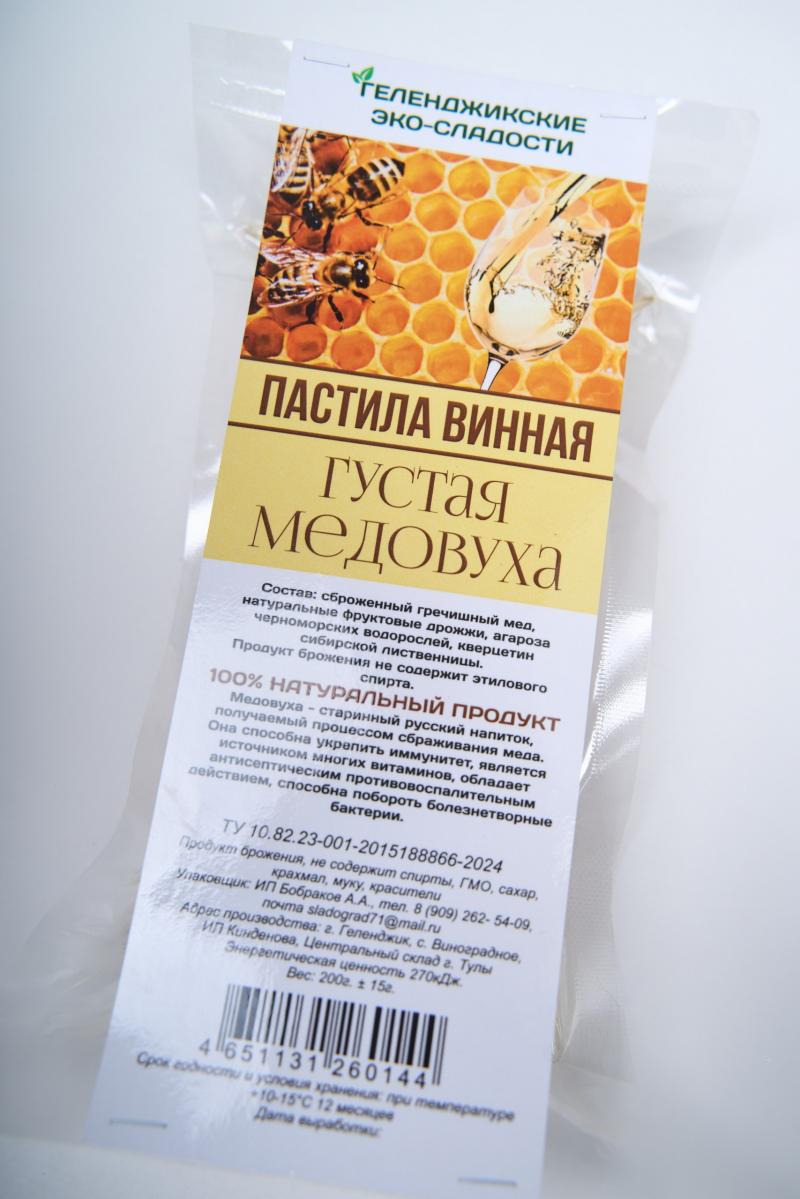 ГЕЛЕНДЖИКСКИЕ
ЭКО-СЛАДОСТИ
ПАСТИЛА ВИННАЯ
ГУСТАЯ
МЕДОВУХА
Состав: сброженный гречишный мед,
натуральные фруктовые дрожжи, агароза
черноморских водорослей, кверцетин
сибирской лиственницы.
Продукт брожения не содержит этилового
спирта.
100% НАТУРАЛЬНЫЙ ПРОДУКТ
Медовуха - старинный русский напиток,
получаемый процессом сбраживания меда.
Она способна укрепить иммунитет, является
источником многих витаминов, обладает
антисептическим противовоспалительным
действием, способна побороть болезнетворные
бактерии.
ТУ 10.82.23-001-2015188866-2024
Продукт брожения, не содержит спирты, ГМО, сахар,
крахмал, муку, красители
Упаковщик: ИП Бобраков А.А., тел. 8 (909) 262- 54-09,
почта sladograd71@mail.ru
Адрес производства: г. Геленджик, с. Виноградное,
ИП Кинденова, Центральный склад г. Тулы
Энергетическая ценность 270кДж.
Вес: 200г. ± 15г.
4 651131 260144
Срок годности и условия хранения: при температуре
+10-15°С 12 месяцев
Дата выработки: